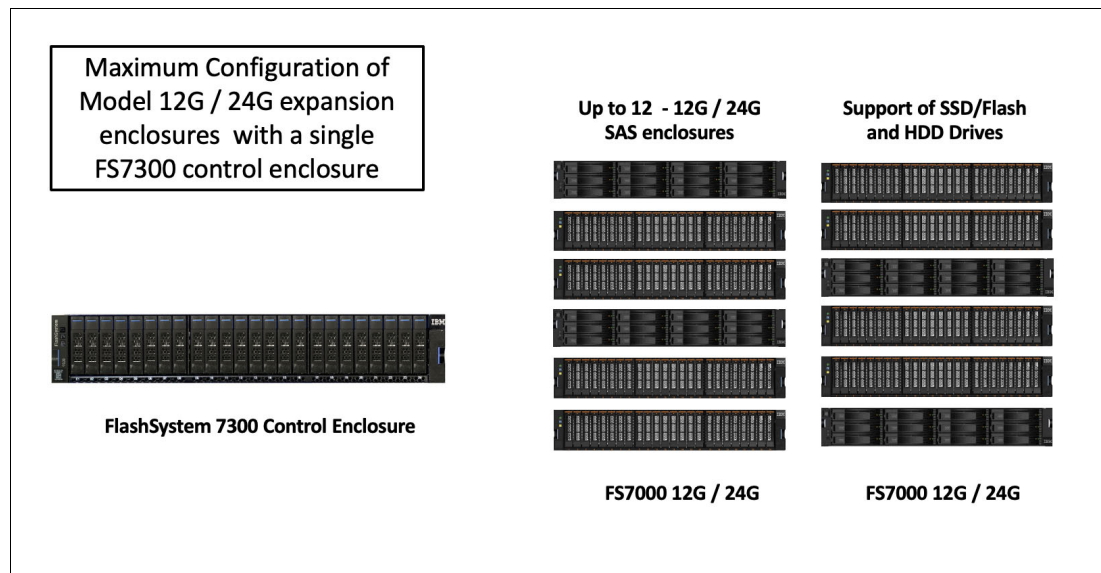 Maximum Configuration of
Model 12G / 24G expansion
enclosures with a single
FS7300 control enclosure
Up to 12 - 12G / 24G
SAS enclosures
Support of SSD/Flash
and HDD Drives
IBM
FlashSystem 7300 Control Enclosure
FS7000 12G / 24G
FS7000 12G / 24G